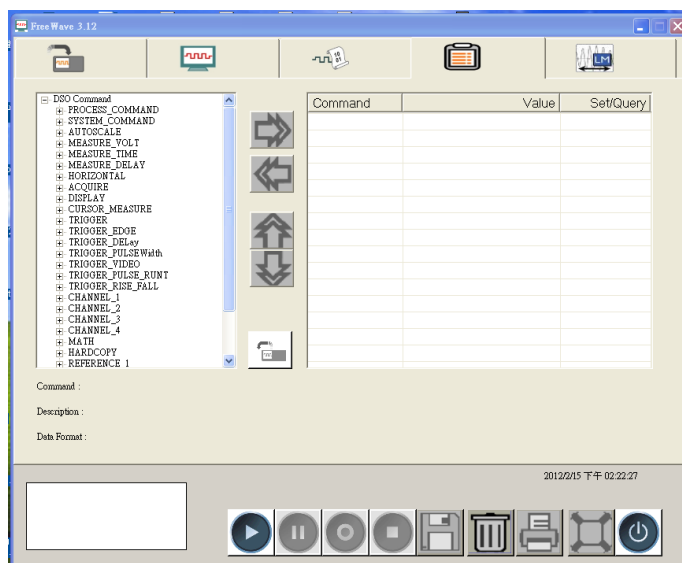 FreeWave 3.12
LM
DSO Command
PROCESS_COMMAND
SYSTEM_COMMAND
AUTOSCALE
MEASURE_VOLT
MEASURE_TIME
MEASURE_DELAY
HORIZONTAL
ACQUIRE
DISPLAY
CURSOR_MEASURE
TRIGGER
TRIGGER_EDGE
TRIGGER_DELay
TRIGGER_PULSEWidth
TRIGGER_VIDEO
TRIGGER_PULSE_RUNT
TRIGGER_RISE_FALL
CHANNEL_1
CHANNEL_2
CHANNEL_3
CHANNEL_4
MATH
HARDCOPY
REFERENCE 1
Command Value Set/Query
Command :
Description :
Data Format :
2012/2/15 下午 02:22:27